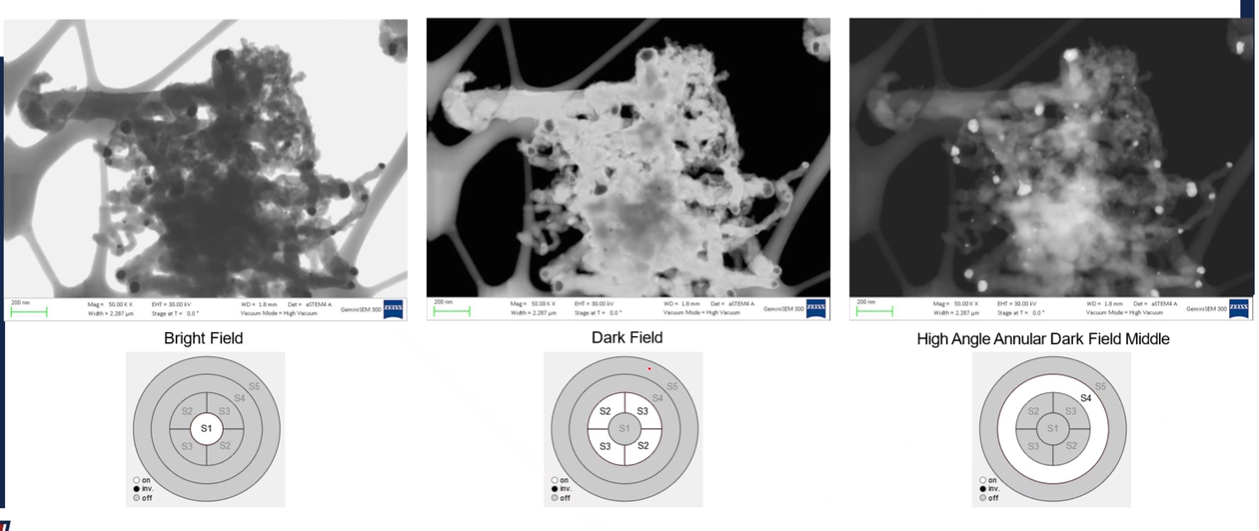 200 nm
Mag = 50.00 K X
EHT = 30.00 kV
WD = 1.8 mm
Det = aSTEM4 A
Width = 2.287 µm
Stage at T = 0.0 °
Vacuum Mode = High Vacuum
GeminiSEM 300
ZEISS
200 nm
Mag = 50.00 K X
EHT = 30.00 kV
WD = 1.8 mm
Det = aSTEM4 A
Width = 2.287 µm
Stage at T = 0.0 °
Vacuum Mode = High Vacuum
GeminiSEM 300
ZEISS
200 nm
Mag = 50.00 K X
EHT = 30.00 kV
WD = 1.8 mm
Det = aSTEM4 A
Width = 2.287 µm
Stage at T = 0.0 °
Vacuum Mode = High Vacuum
GeminiSEM 300
ZEISS
Bright Field
Dark Field
High Angle Annular Dark Field Middle
S5
S4
S2 S3
S1
S3 S2
on
inv.
off
S5
S4
S2 S3
S1
S3 S2
on
inv.
off
S5
S4
S2 S3
S1
S3 S2
on
inv.
off